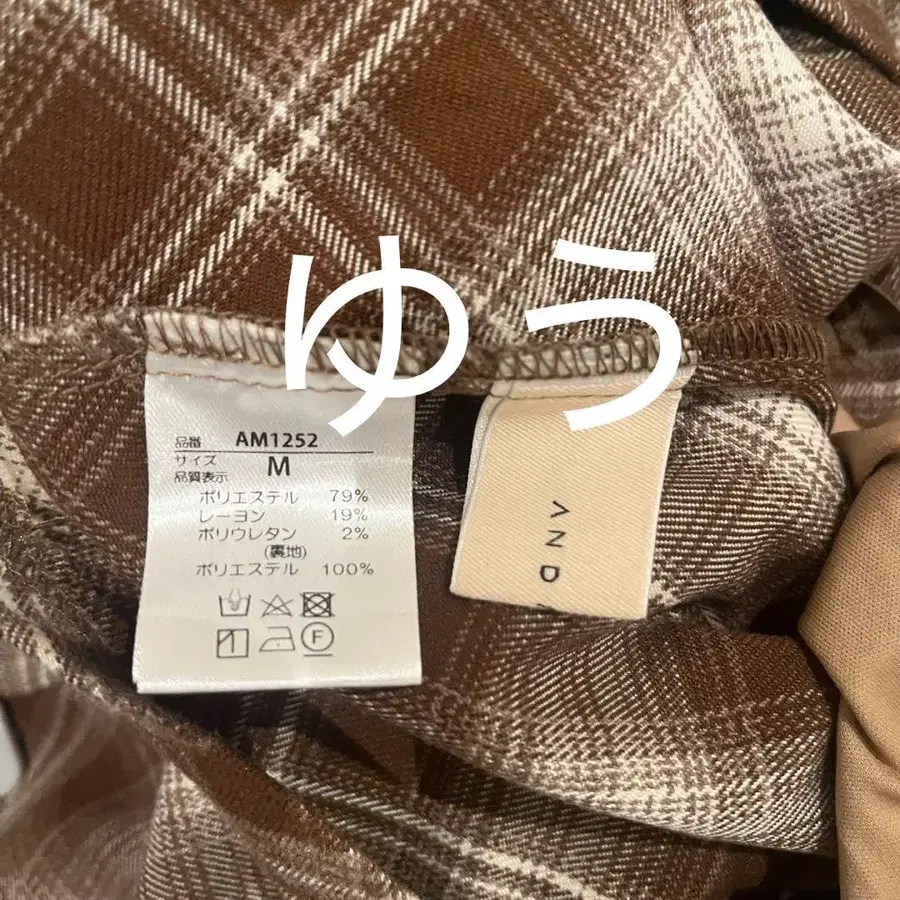 ゆう
品番 AM1252
サイズ M
品質表示
ポリエステル 79%
レーヨン 19%
ポリウレタン 2%
(裏地)
ポリエステル 100%
F
AND